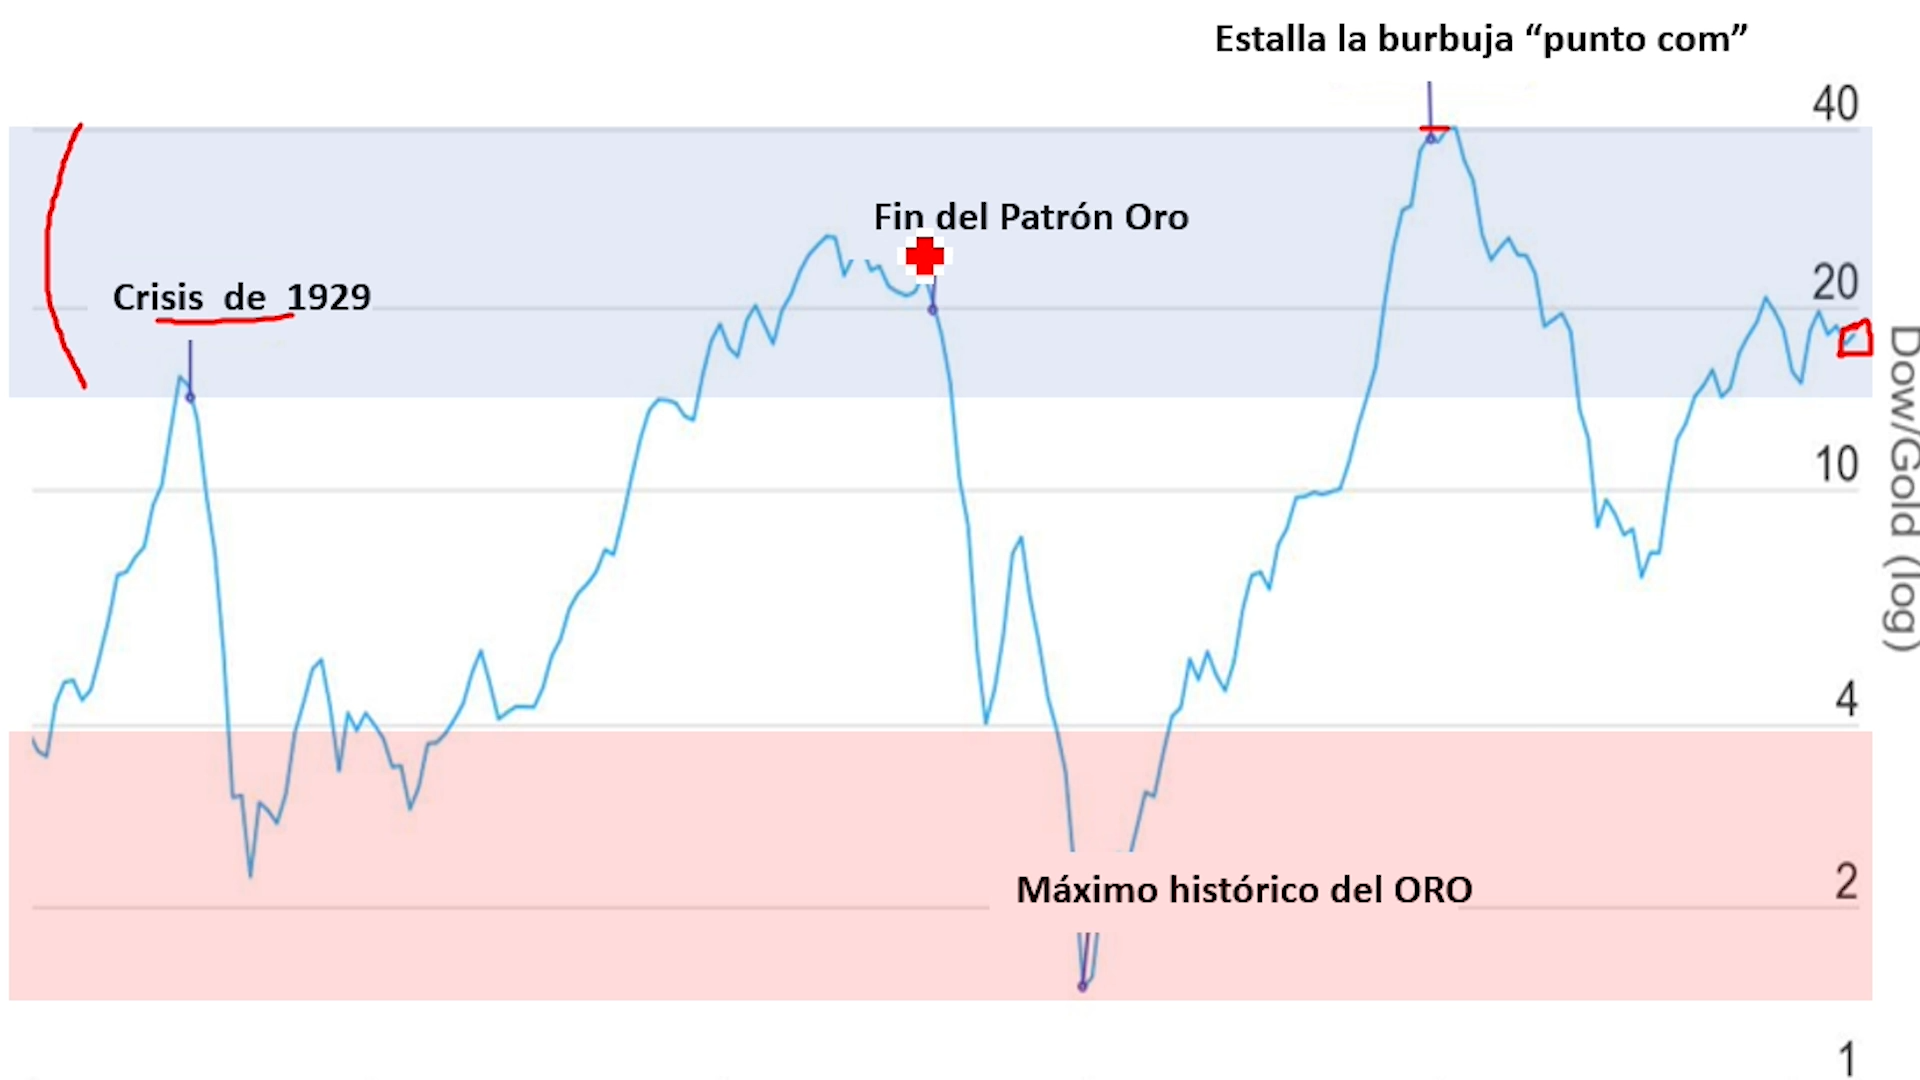 Estalla la burbuja “punto com”
40
Fin del Patrón Oro
20
Crisis de 1929
10
Dow/Gold (log)
4
Máximo histórico del ORO
2
1